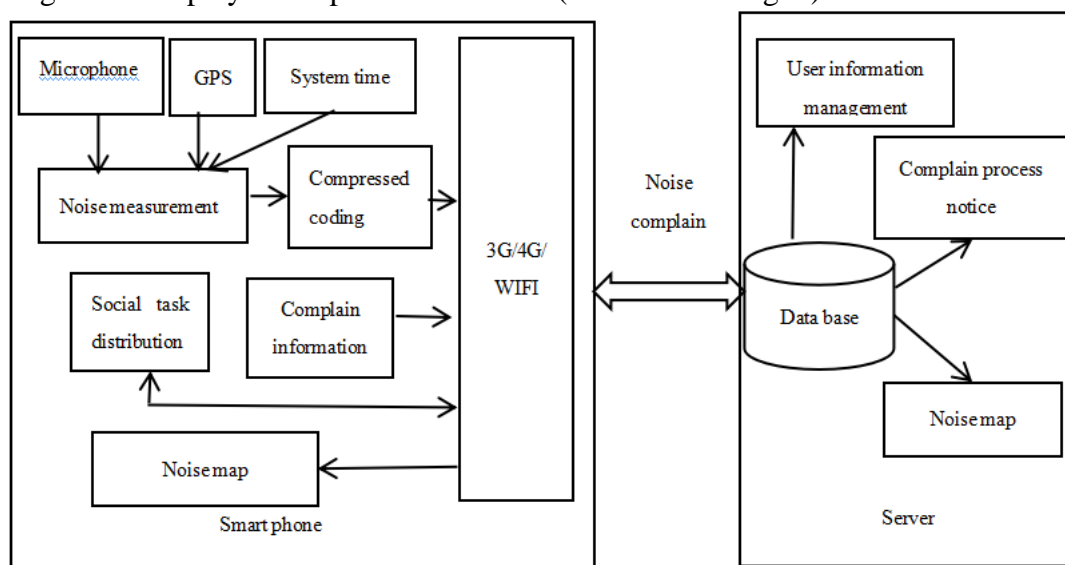 Microphone
GPS
System time
Noise measurement
Compressed
coding
Social task
distribution
Complain
information
Noise map
Smart phone
3G/4G/
WIFI
Noise
complain
User information
management
Complain process
notice
Data base
Noise map
Server